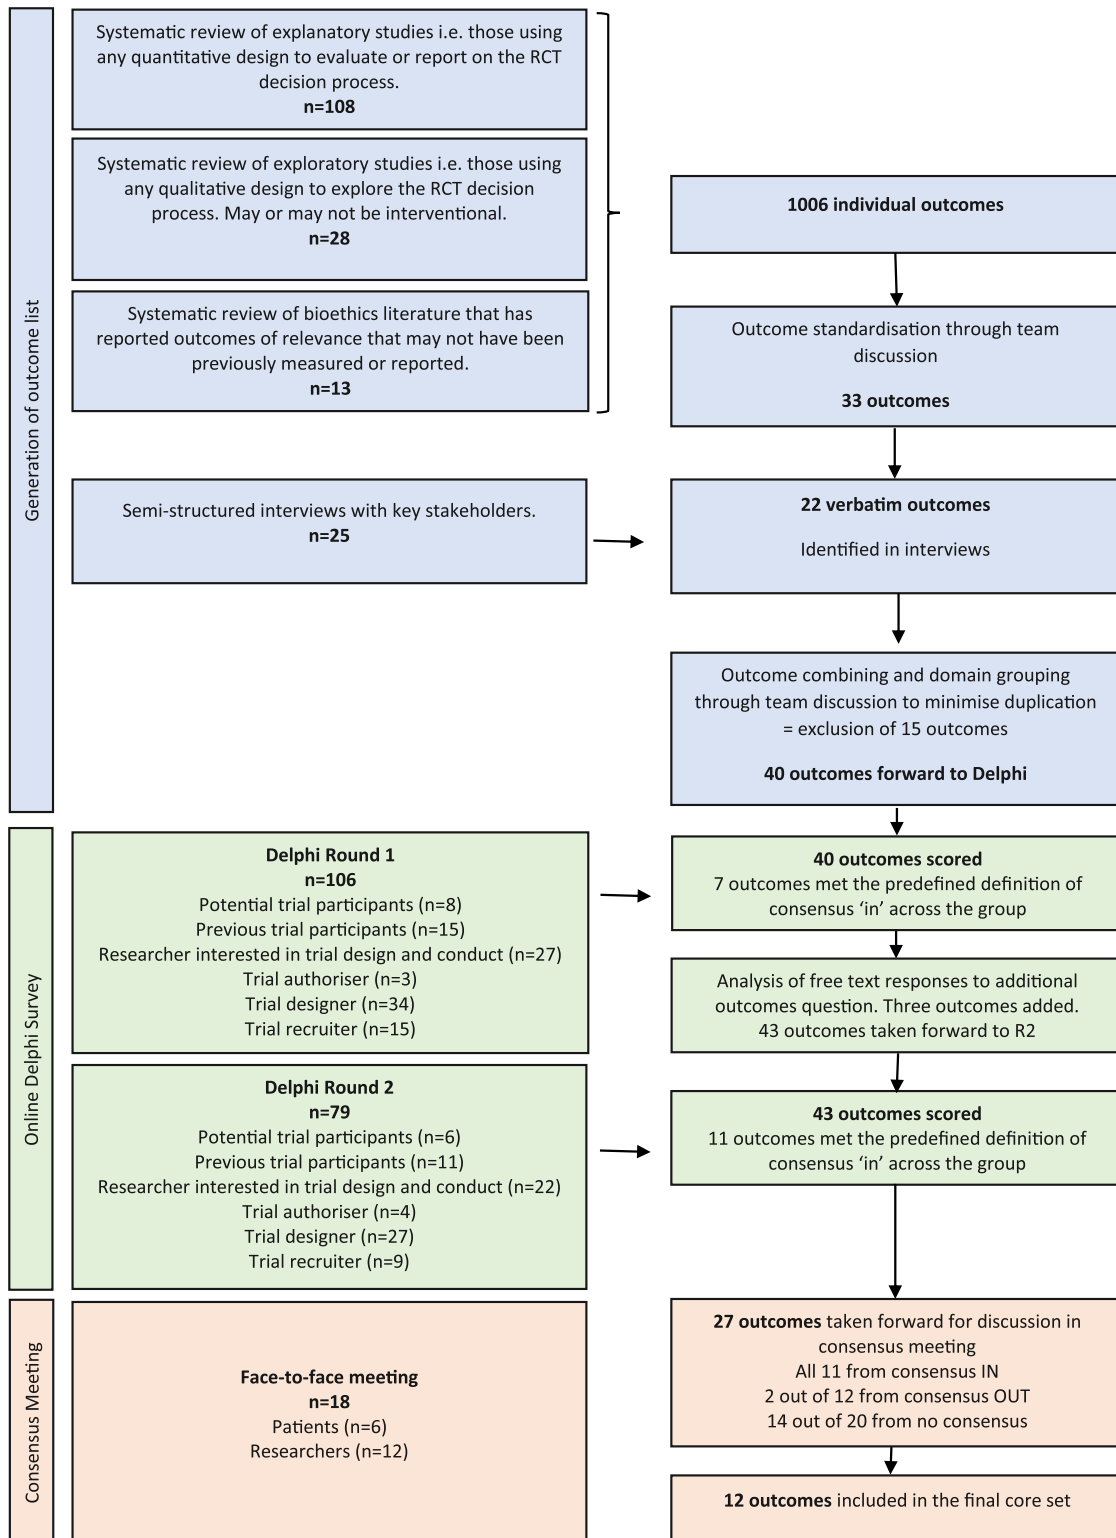 Generation of outcome list
Systematic review of explanatory studies i.e. those using
any quantitative design to evaluate or report on the RCT
decision process.
n=108
Systematic review of exploratory studies i.e. those using
any qualitative design to explore the RCT decision
process. May or may not be interventional.
n=28
Systematic review of bioethics literature that has
reported outcomes of relevance that may not have been
previously measured or reported.
n=13
1006 individual outcomes
Outcome standardisation through team
discussion
33 outcomes
Semi-structured interviews with key stakeholders.
n=25
22 verbatim outcomes
Identified in interviews
Outcome combining and domain grouping
through team discussion to minimise duplication
= exclusion of 15 outcomes
40 outcomes forward to Delphi
Online Delphi Survey
Delphi Round 1
n=106
Potential trial participants (n=8)
Previous trial participants (n=15)
Researcher interested in trial design and conduct (n=27)
Trial authoriser (n=3)
Trial designer (n=34)
Trial recruiter (n=15)
40 outcomes scored
7 outcomes met the predefined definition of
consensus ‘in’ across the group
Analysis of free text responses to additional
outcomes question. Three outcomes added.
43 outcomes taken forward to R2
Delphi Round 2
n=79
Potential trial participants (n=6)
Previous trial participants (n=11)
Researcher interested in trial design and conduct (n=22)
Trial authoriser (n=4)
Trial designer (n=27)
Trial recruiter (n=9)
43 outcomes scored
11 outcomes met the predefined definition of
consensus ‘in’ across the group
Consensus Meeting
Face-to-face meeting
n=18
Patients (n=6)
Researchers (n=12)
27 outcomes taken forward for discussion in
consensus meeting
All 11 from consensus IN
2 out of 12 from consensus OUT
14 out of 20 from no consensus
12 outcomes included in the final core set